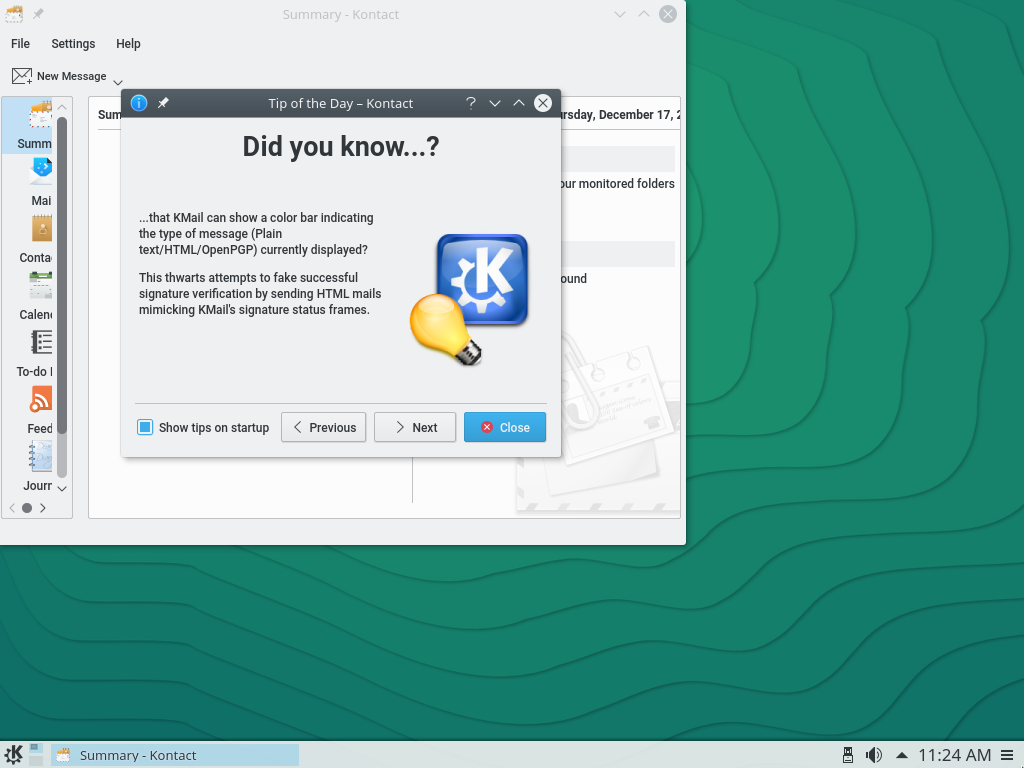 Summary - Kontact
File Settings Help
New Message
Tip of the Day – Kontact
Did you know...?
...that KMail can show a color bar indicating
the type of message (Plain
text/HTML/OpenPGP) currently displayed?
This thwarts attempts to fake successful
signature verification by sending HTML mails
mimicking KMail's signature status frames.
Show tips on startup
Previous
Next
Close
Summ
Mai
Conta
Calend
To-do
Feed
Journ
Sum
rsday, December 17, 2
our monitored folders
ound
Summary - Kontact
11:24 AM